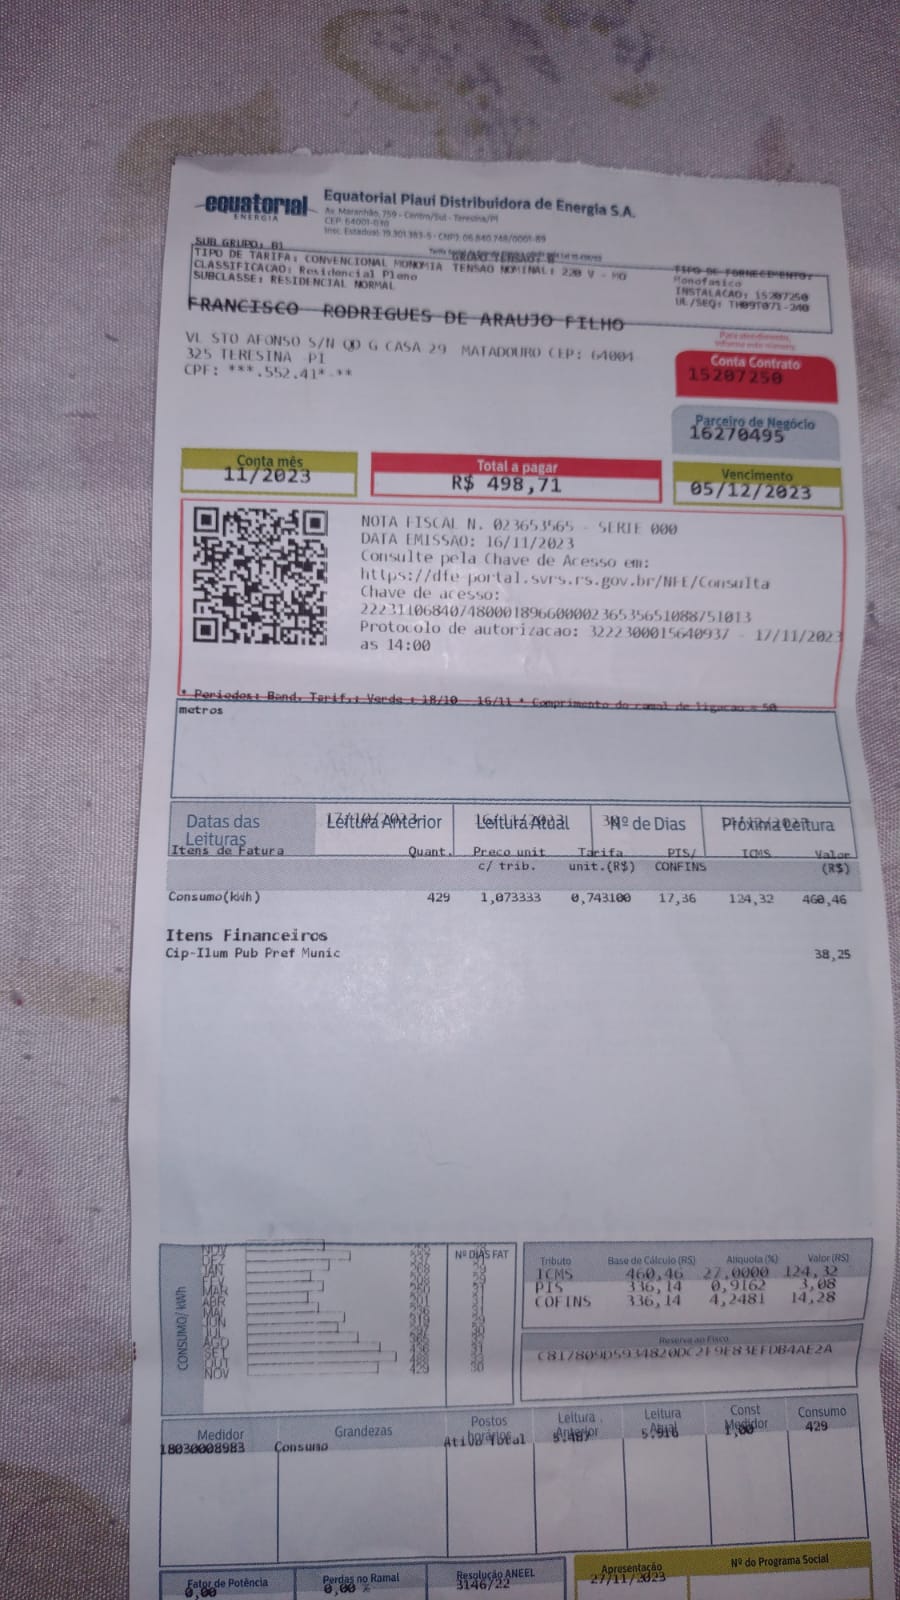 equatorial
ENERGIA
Equatorial Piauí Distribuidora de Energia S.A.
Av. Maranhão, 759 - Centro/Sul - Teresina/PI
CEP: 64001-010
Insc. Estadual: 19.301.383-5 - CNPJ: 06.840.748/0001-89
SUB GRUPO: B1
GRUPO TENSAO: B
TIPO DE TARIFA: CONVENCIONAL MONOMIA TENSAO NOMINAL: 220 V - MO
CLASSIFICACAO: Residencial Pleno
SUBCLASSE: RESIDENCIAL NORMAL
TIPO DE FORNECIMENTO:
Monofasico
INSTALACAO: 15207250
UL/SEQ: TH09T071-240
FRANCISCO RODRIGUES DE ARAUJO FILHO
VL STO AFONSO S/N QD G CASA 29 MATADOURO CEP: 64004
325 TERESINA PI
CPF: ***.552.41*-**
Para atendimento,
informe este número
Conta Contrato
15207250
Parceiro de Negócio
16270495
Conta mês
11/2023
Total a pagar
R$ 498,71
Vencimento
05/12/2023
NOTA FISCAL N. 023653565 - SERIE 000
DATA EMISSAO: 16/11/2023
Consulte pela Chave de Acesso em:
https://dfe-portal.svrs.rs.gov.br/NFE/Consulta
Chave de acesso:
22231106840748000189660000236535651088751013
Protocolo de autorizacao: 3222300015640937 - 17/11/2023
as 14:00
* Periodos: Band. Tarif.: Verde : 18/10 - 16/11 * Comprimento do ramal de ligacao = 50
metros
Datas das Leituras
Leitura Anterior 17/10/2023
Leitura Atual 16/11/2023
Nº de Dias 30
Próxima Leitura
Itens de Fatura Quant. Preco unit c/ trib. Tarifa unit.(R$) PIS/ CONFINS ICMS Valor (R$)
Consumo(kWh) 429 1,073333 0,743100 17,36 124,32 460,46
Itens Financeiros
Cip-Ilum Pub Pref Munic 38,25
CONSUMO/kWh
Nº DIAS FAT
NOV
DEZ
JAN
FEV
MAR
ABR
MAI
JUN
JUL
AGO
SET
OUT
NOV 429 30
Tributo Base de Cálculo (R$) Alíquota (%) Valor (R$)
ICMS 460,46 27,0000 124,32
PIS 336,14 0,9162 3,08
COFINS 336,14 4,2481 14,28
Reserva ao Fisco
Medidor Grandezas Postos horários Leitura Anterior Leitura Atual Const Medidor Consumo
18030008983 Consumo Ativo Total 5.487 5.916 1,00 429
Fator de Potência
0,00
Perdas no Ramal
0,00 %
Resolução ANEEL
3146/22
Apresentação
27/11/2023
Nº do Programa Social